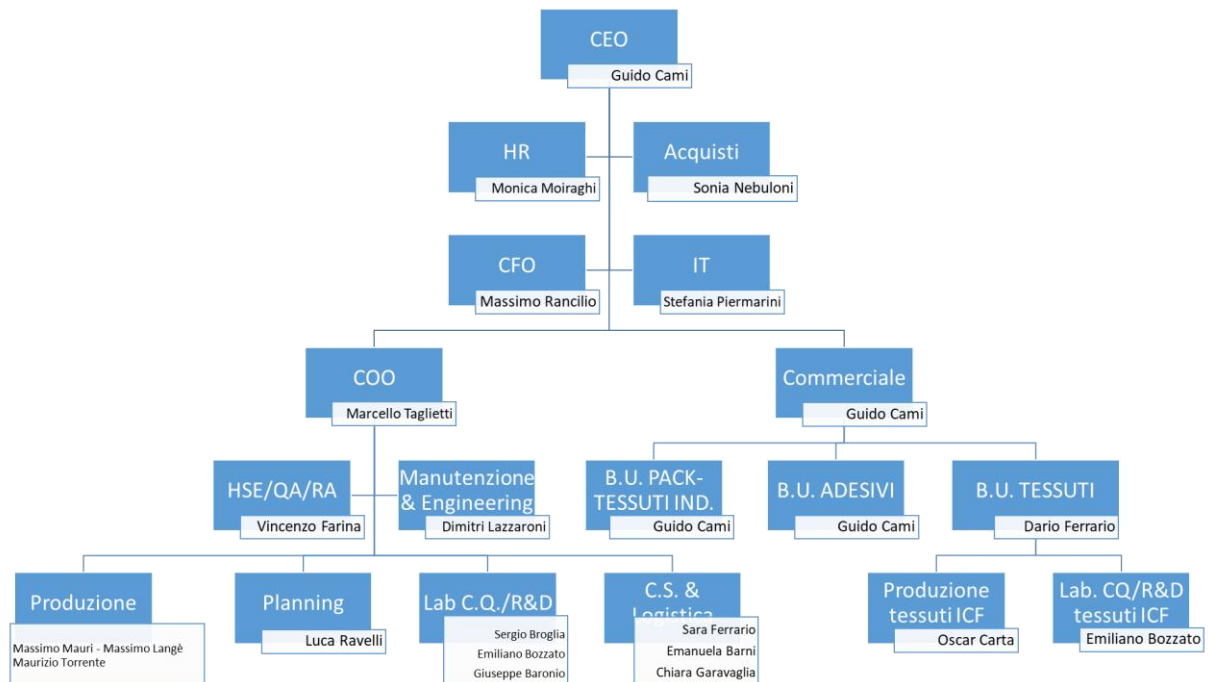 CEO
Guido Cami
HR
Monica Moiraghi
Acquisti
Sonia Nebuloni
CFO
Massimo Rancilio
IT
Stefania Piermarini
COO
Marcello Taglietti
Commerciale
Guido Cami
HSE/QA/RA
Vincenzo Farina
Manutenzione
& Engineering
Dimitri Lazzaroni
B.U. PACK-
TESSUTI IND.
Guido Cami
B.U. ADESIVI
Guido Cami
B.U. TESSUTI
Dario Ferrario
Produzione
Massimo Mauri - Massimo Langè
Maurizio Torrente
Planning
Luca Ravelli
Lab C.Q./R&D
Sergio Broglia
Emiliano Bozzato
Giuseppe Baronio
C.S. &
Logistica
Sara Ferrario
Emanuela Barni
Chiara Garavaglia
Produzione
tessuti ICF
Oscar Carta
Lab. CQ/R&D
tessuti ICF
Emiliano Bozzato